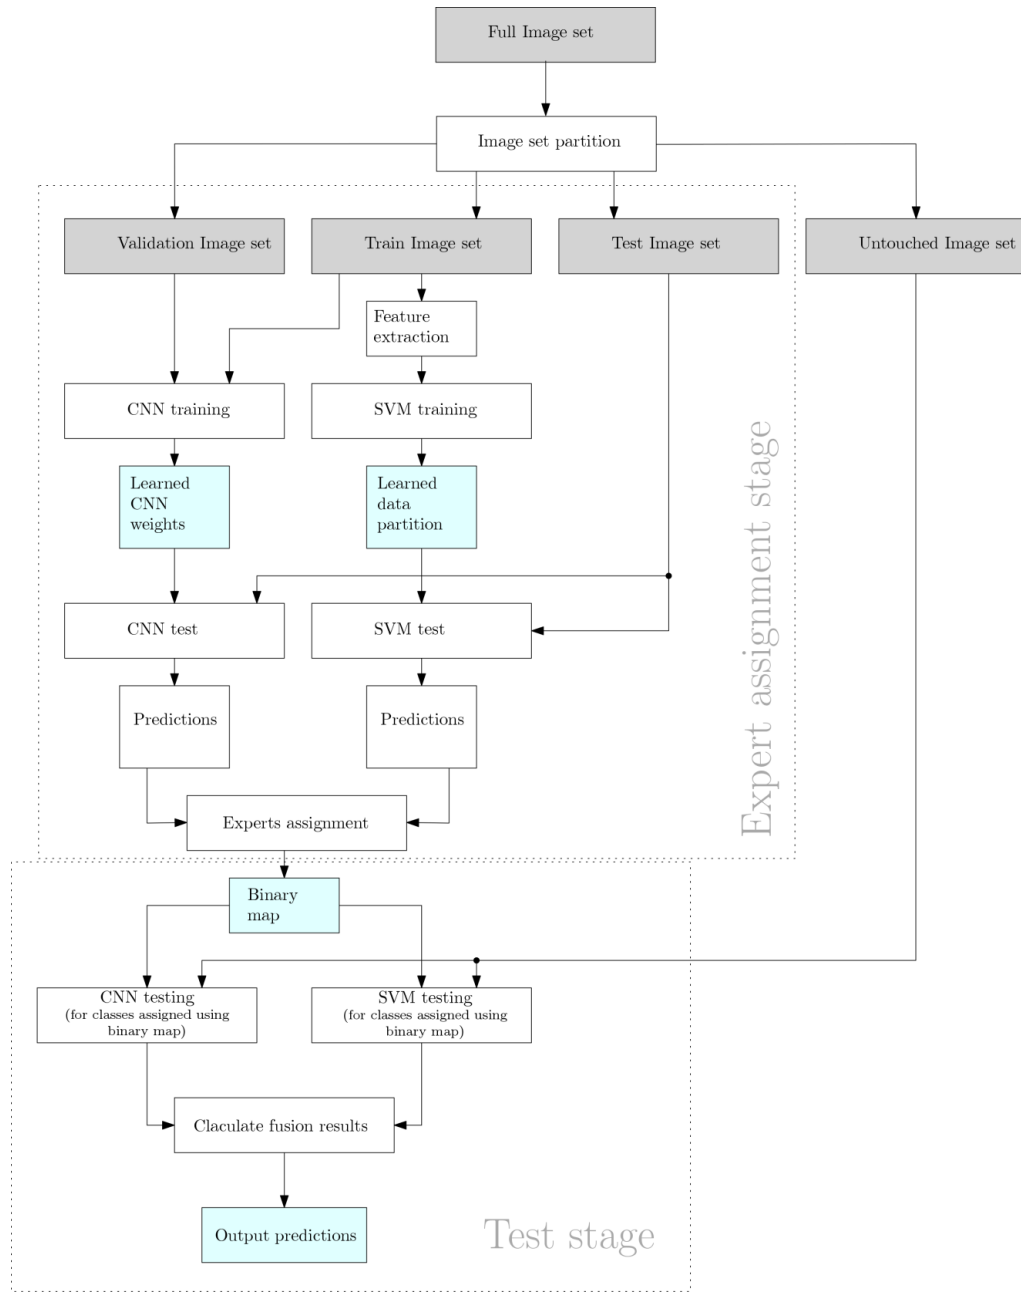 Full Image set
Image set partition
Validation Image set
Train Image set
Test Image set
Untouched Image set
Feature
extraction
CNN training
SVM training
Learned
CNN
weights
Learned
data
partition
CNN test
SVM test
Predictions
Predictions
Experts assignment
Expert assignment stage
Binary
map
CNN testing
(for classes assigned using
binary map)
SVM testing
(for classes assigned using
binary map)
Claculate fusion results
Output predictions
Test stage